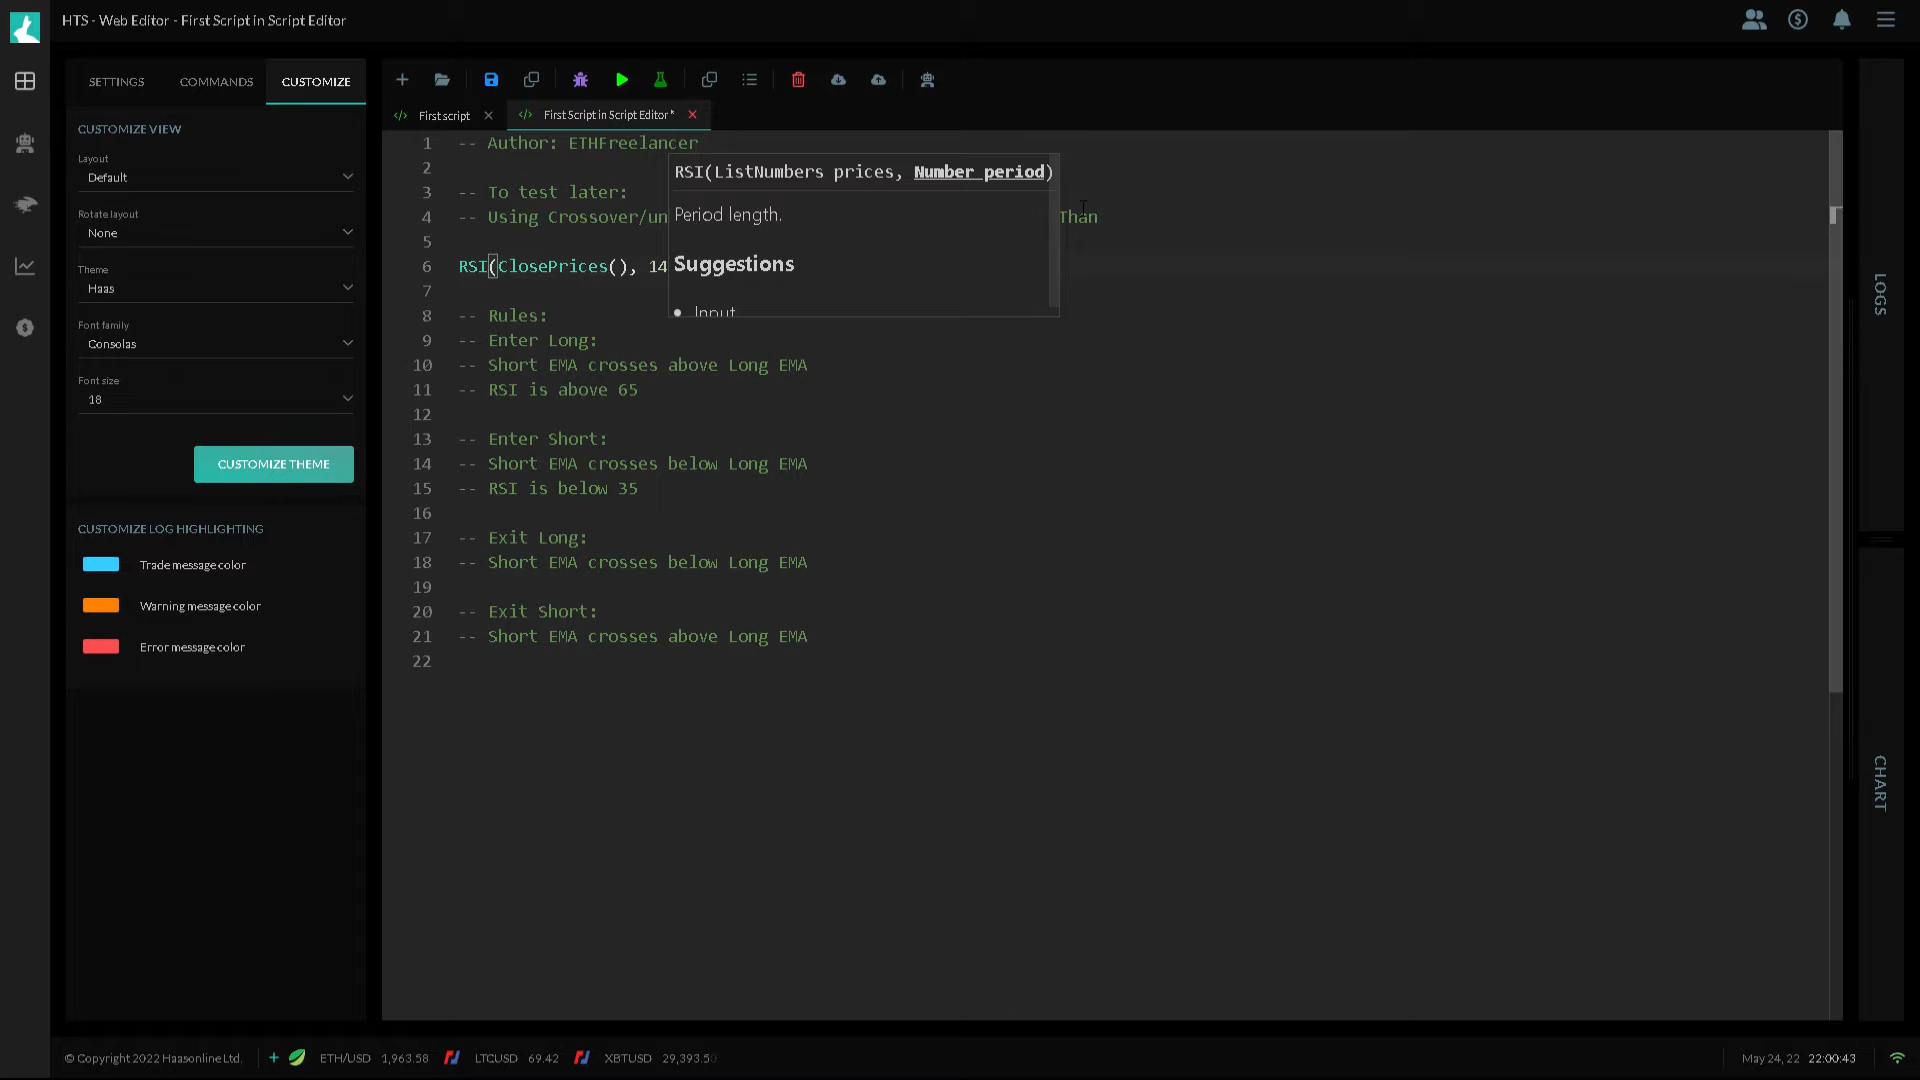 HTS - Web Editor - First Script in Script Editor
SETTINGS COMMANDS CUSTOMIZE
CUSTOMIZE VIEW
Layout
Default
Rotate layout
None
Theme
Haas
Font family
Consolas
Font size
18
CUSTOMIZE THEME
CUSTOMIZE LOG HIGHLIGHTING
Trade message color
Warning message color
Error message color
First script
First Script in Script Editor *
1 -- Author: ETHFreelancer
2
3 -- To test later:
4 -- Using Crossover/un Than
5
6 RSI(ClosePrices(), 14
7
8 -- Rules:
9 -- Enter Long:
10 -- Short EMA crosses above Long EMA
11 -- RSI is above 65
12
13 -- Enter Short:
14 -- Short EMA crosses below Long EMA
15 -- RSI is below 35
16
17 -- Exit Long:
18 -- Short EMA crosses below Long EMA
19
20 -- Exit Short:
21 -- Short EMA crosses above Long EMA
22
RSI(ListNumbers prices, Number period)
Period length.
Suggestions
• Input
LOGS
CHART
© Copyright 2022 Haasonline Ltd.
ETH/USD 1,963.58
LTCUSD 69.42
XBTUSD 29,393.50
May 24, 22 22:00:43